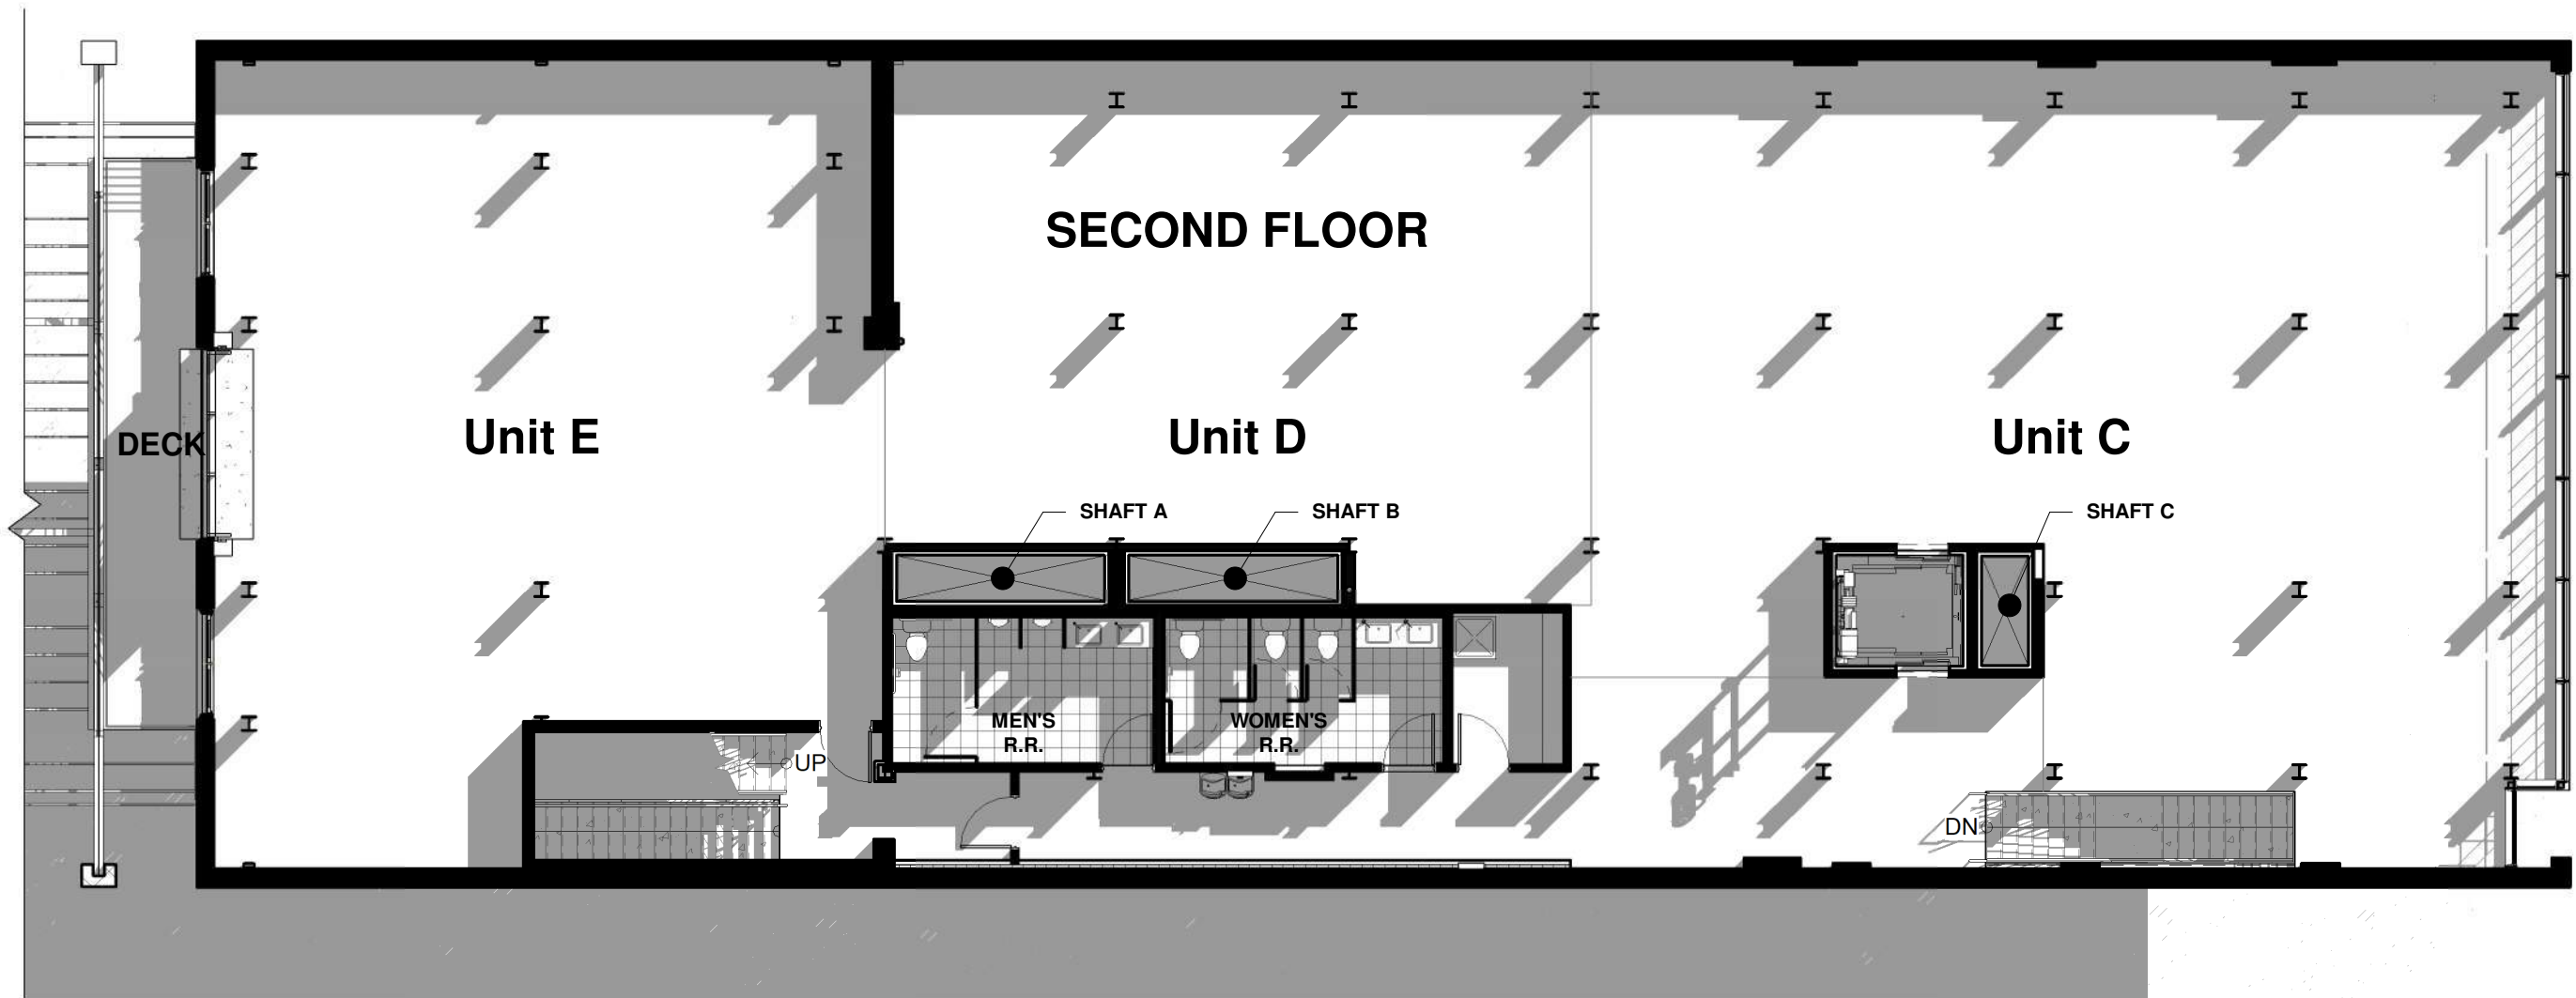 SECOND FLOOR
DECK
Unit E
Unit D
Unit C
SHAFT A
SHAFT B
SHAFT C
MEN'S
R.R.
WOMEN'S
R.R.
UP
DN